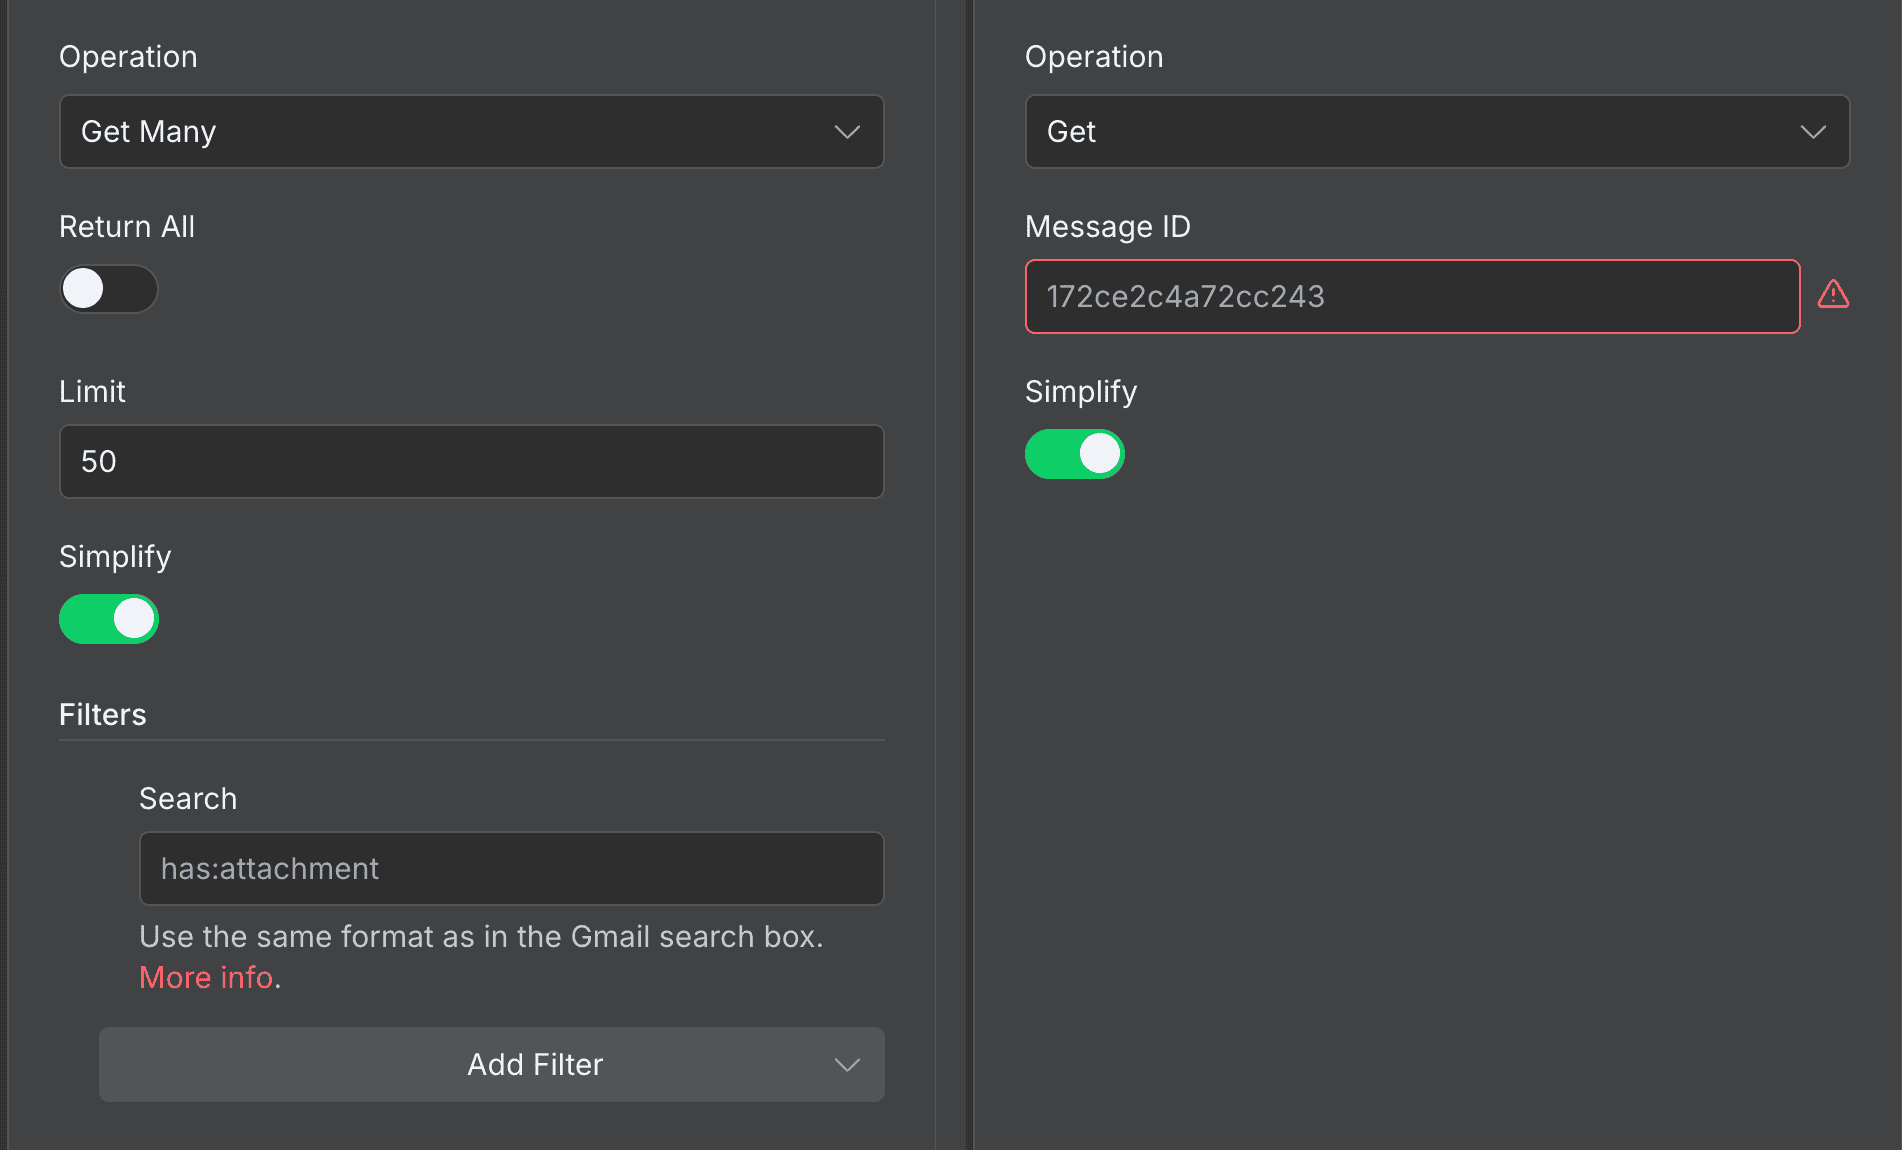 Operation
Get Many
Return All
Limit
50
Simplify
Filters
Search
has:attachment
Use the same format as in the Gmail search box.
More info.
Add Filter
Operation
Get
Message ID
172ce2c4a72cc243
Simplify